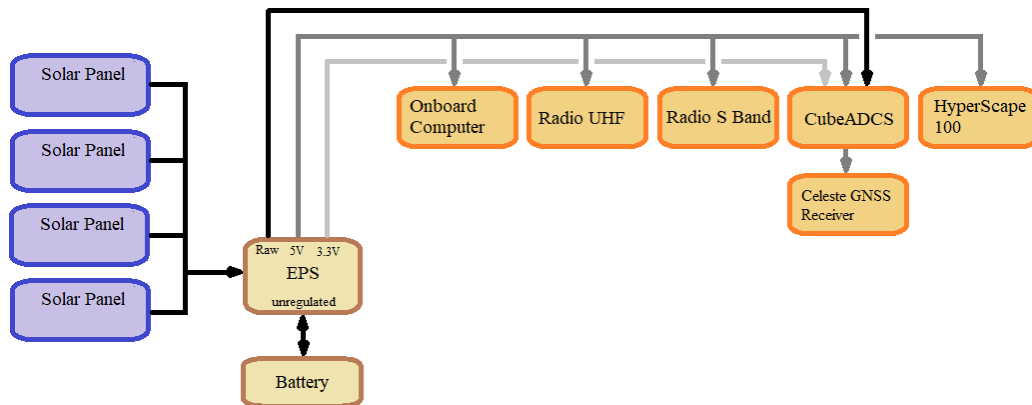 Solar Panel
Solar Panel
Solar Panel
Solar Panel
Raw 5V 3.3V
EPS
unregulated
Battery
Onboard
Computer
Radio UHF
Radio S Band
CubeADCS
HyperScape
100
Celeste GNSS
Receiver